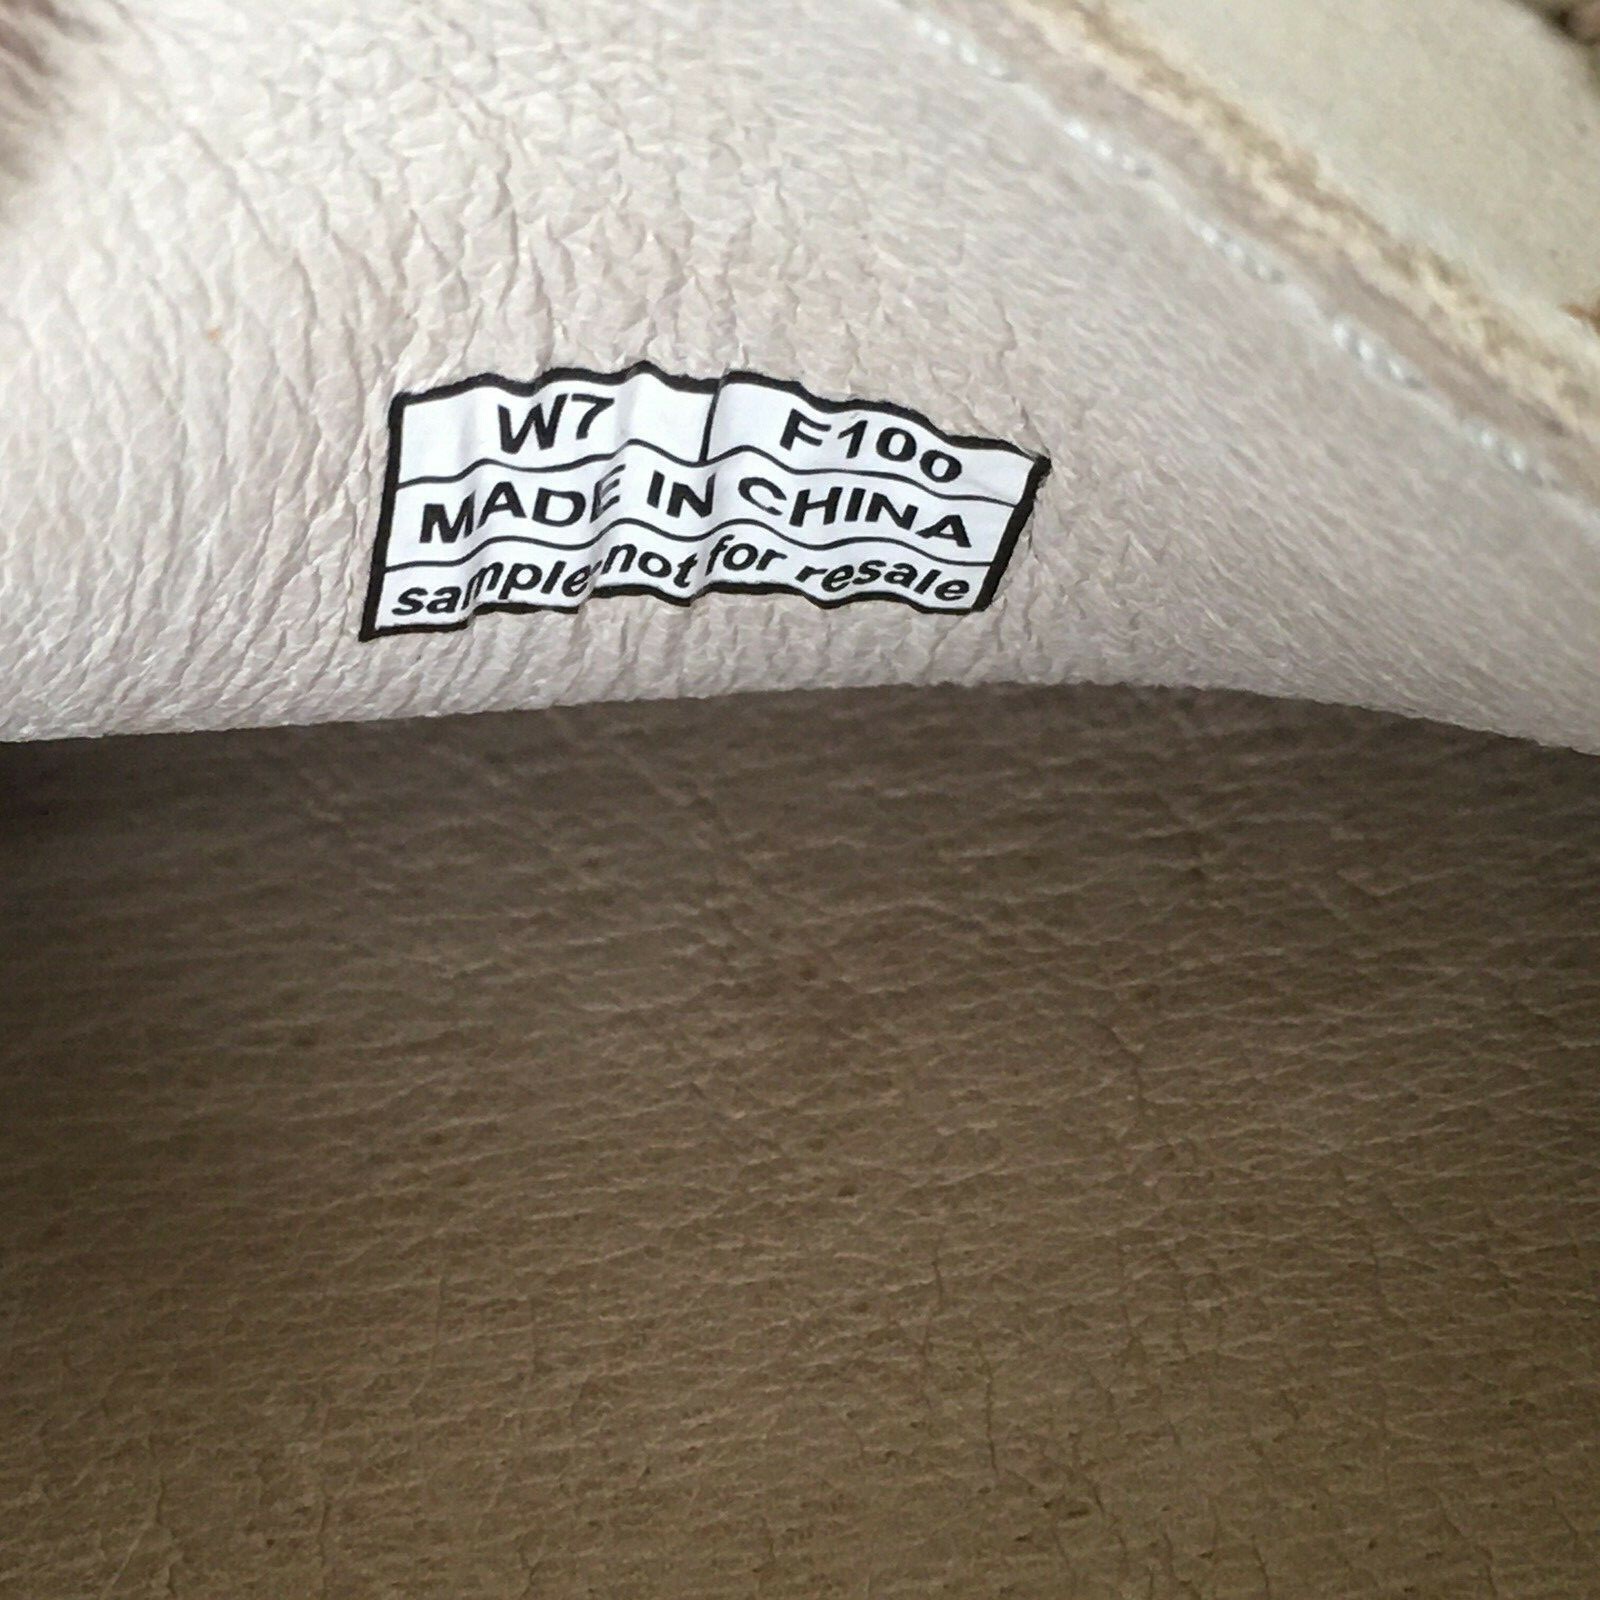 W7 F100
MADE IN CHINA
sample not for resale